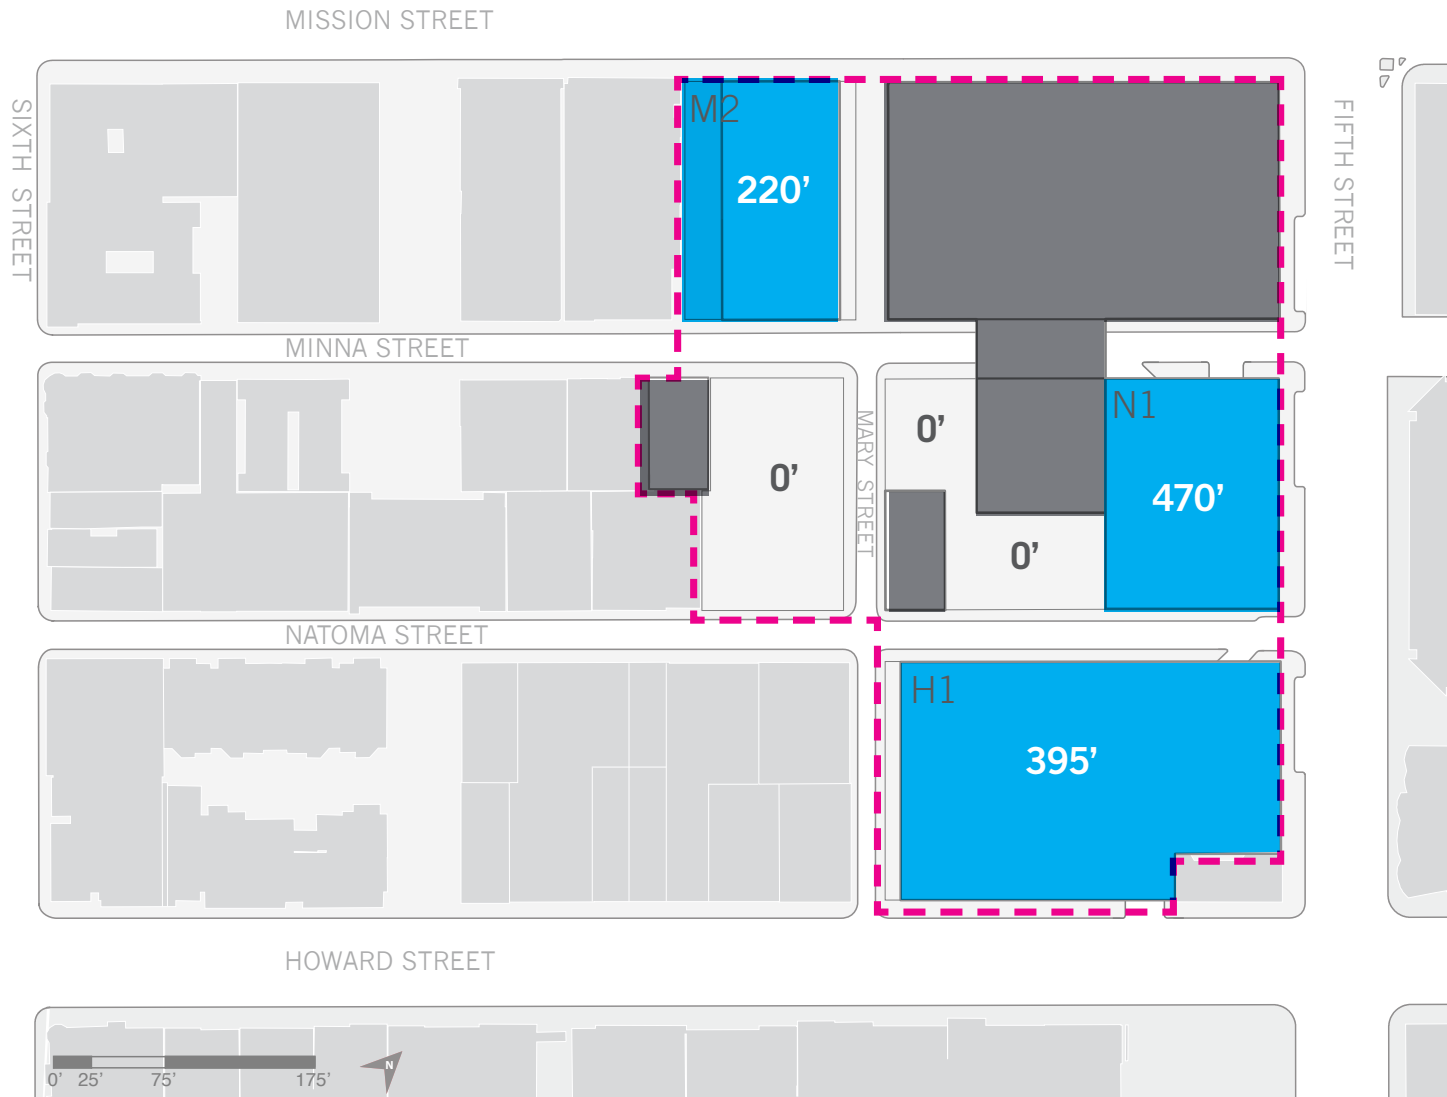 MISSION STREET
SIXTH STREET
FIFTH STREET
M2
220’
MINNA STREET
MARY STREET
N1
0’
0’
470’
0’
NATOMA STREET
H1
395’
HOWARD STREET
N
0’ 25’ 75’ 175’